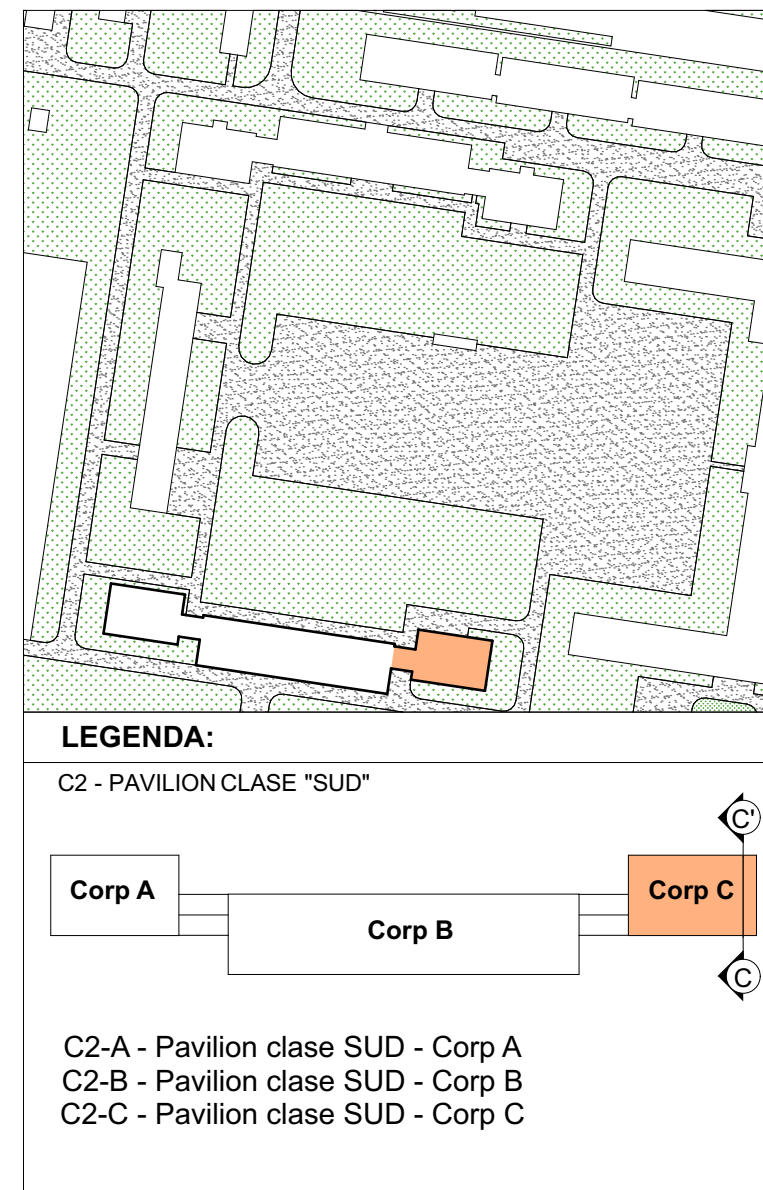 LEGENDA:
C2 - PAVILION CLASE "SUD"
C'
Corp A
Corp C
Corp B
C
C2-A - Pavilion clase SUD - Corp A
C2-B - Pavilion clase SUD - Corp B
C2-C - Pavilion clase SUD - Corp C